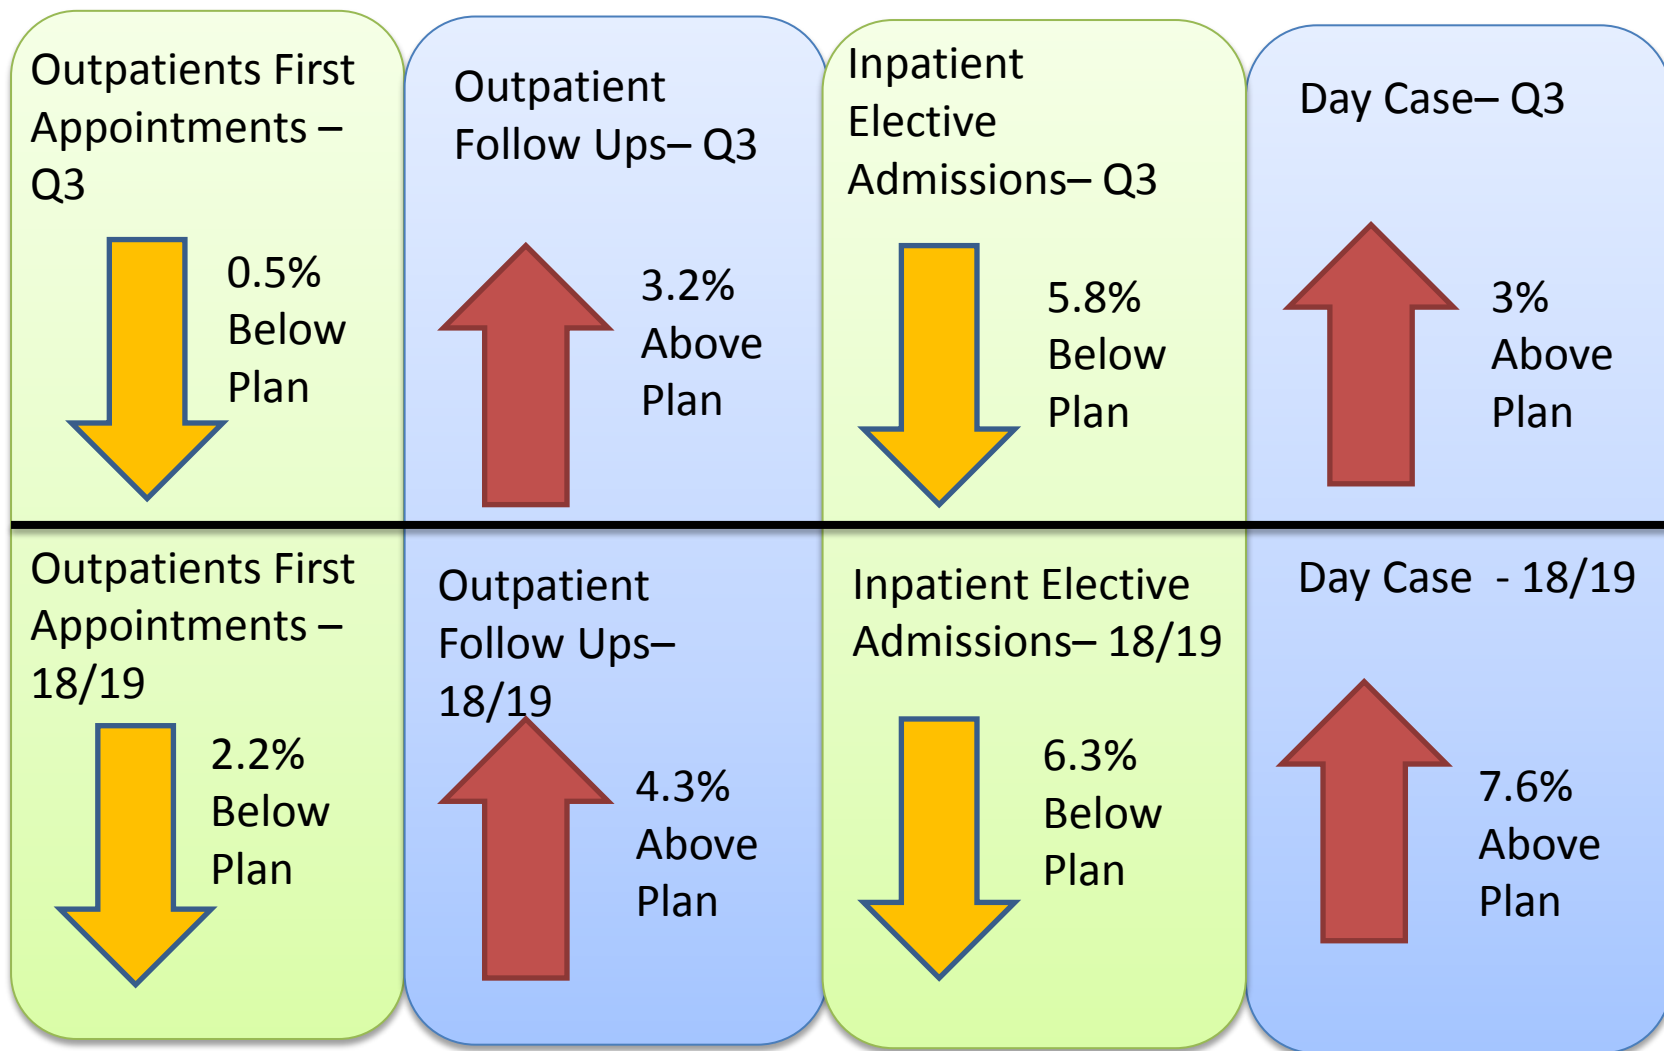 Outpatients First
Appointments –
Q3
0.5%
Below
Plan
Outpatient
Follow Ups– Q3
3.2%
Above
Plan
Inpatient
Elective
Admissions– Q3
5.8%
Below
Plan
Day Case– Q3
3%
Above
Plan
Outpatients First
Appointments –
18/19
2.2%
Below
Plan
Outpatient
Follow Ups–
18/19
4.3%
Above
Plan
Inpatient Elective
Admissions– 18/19
6.3%
Below
Plan
Day Case  - 18/19
7.6%
Above
Plan